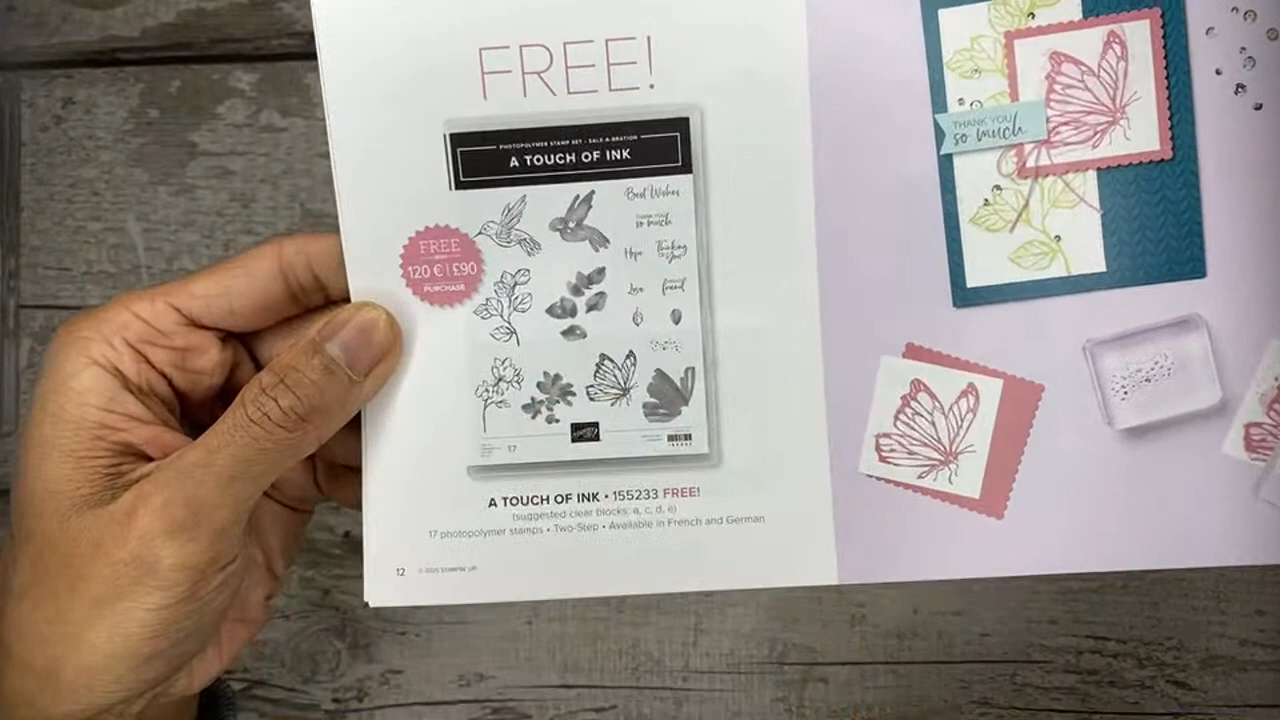 FREE!
PHOTOPOLYMER STAMP SET • SALE-A-BRATION
A TOUCH OF INK
Best Wishes
THANK YOU
so much
Hope
Thinking
of You
Love
friend
FREE
120 € | £90
PURCHASE
17
A TOUCH OF INK • 155233 FREE!
(suggested clear blocks: a, c, d, e)
17 photopolymer stamps • Two-Step • Available in French and German
12
THANK YOU
so much